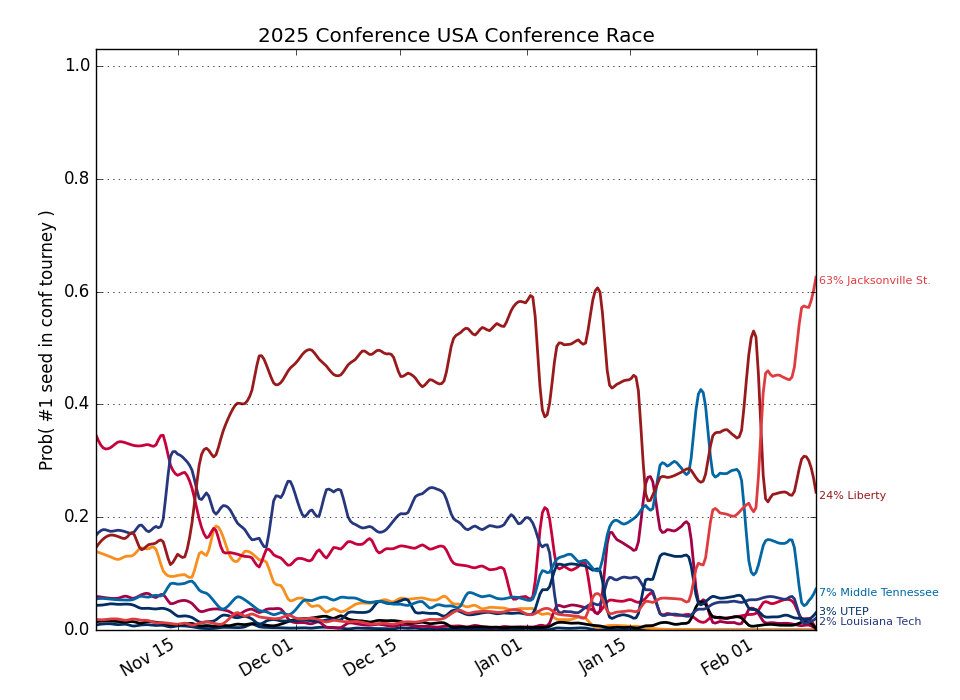 2025 Conference USA Conference Race
Prob( #1 seed in conf tourney )
1.0
0.8
0.6
0.4
0.2
0.0
63% Jacksonville St.
24% Liberty
7% Middle Tennessee
3% UTEP
2% Louisiana Tech
Nov 15
Dec 01
Dec 15
Jan 01
Jan 15
Feb 01